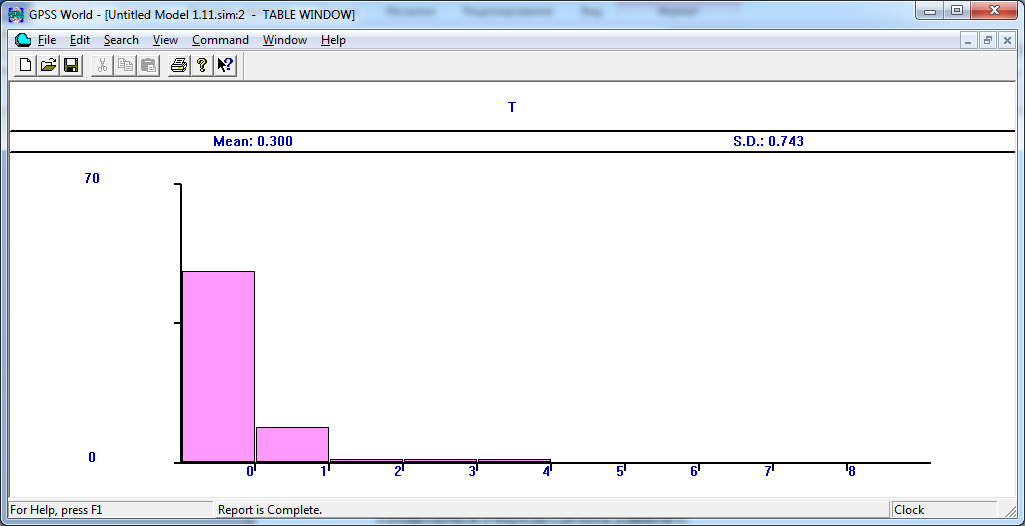 GPSS World - [Untitled Model 1.11.sim:2 - TABLE WINDOW]
File Edit Search View Command Window Help
T
Mean: 0.300 S.D.: 0.743
70
0
0 1 2 3 4 5 6 7 8
For Help, press F1 Report is Complete. Clock